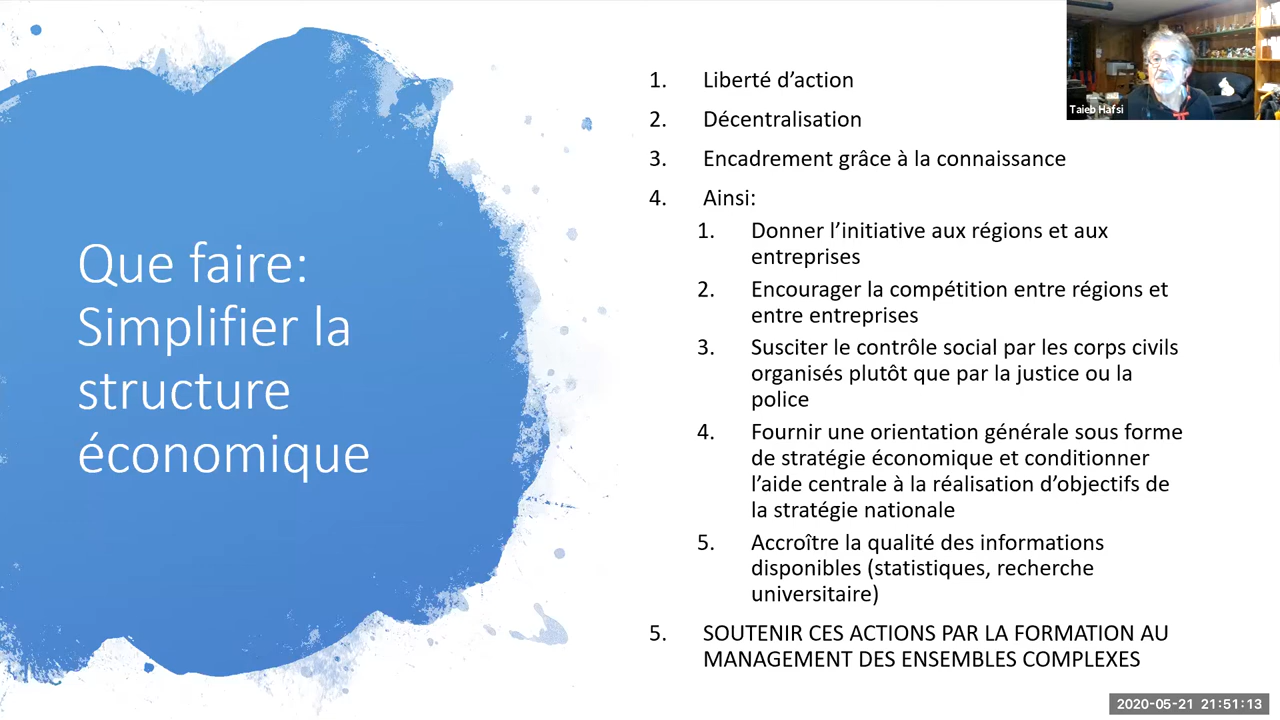 Que faire:
Simplifier la
structure
économique
1. Liberté d’action
2. Décentralisation
3. Encadrement grâce à la connaissance
4. Ainsi:
1. Donner l’initiative aux régions et aux
entreprises
2. Encourager la compétition entre régions et
entre entreprises
3. Susciter le contrôle social par les corps civils
organisés plutôt que par la justice ou la
police
4. Fournir une orientation générale sous forme
de stratégie économique et conditionner
l’aide centrale à la réalisation d’objectifs de
la stratégie nationale
5. Accroître la qualité des informations
disponibles (statistiques, recherche
universitaire)
5. SOUTENIR CES ACTIONS PAR LA FORMATION AU
MANAGEMENT DES ENSEMBLES COMPLEXES
Taieb Hafsi
2020-05-21 21:51:13